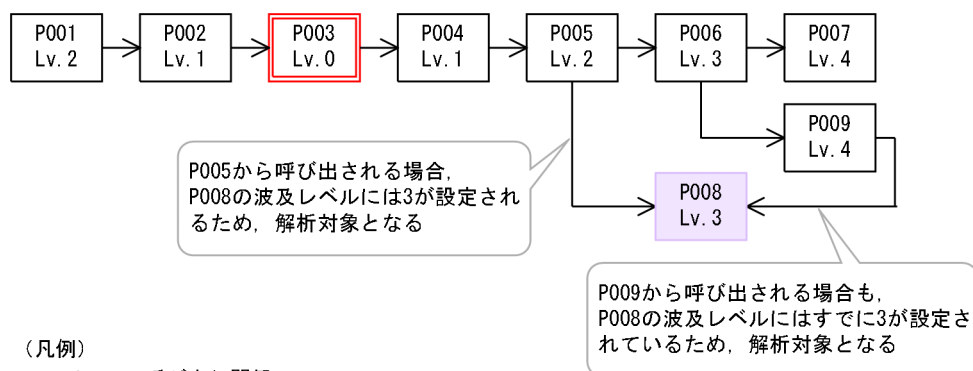 P001
Lv.2
P002
Lv.1
P003
Lv.0
P004
Lv.1
P005
Lv.2
P006
Lv.3
P007
Lv.4
P009
Lv.4
P005から呼び出される場合,
P008の波及レベルには3が設定され
るため, 解析対象となる
P008
Lv.3
P009から呼び出される場合も,
P008の波及レベルにはすでに3が設定さ
れているため, 解析対象となる
(凡例)